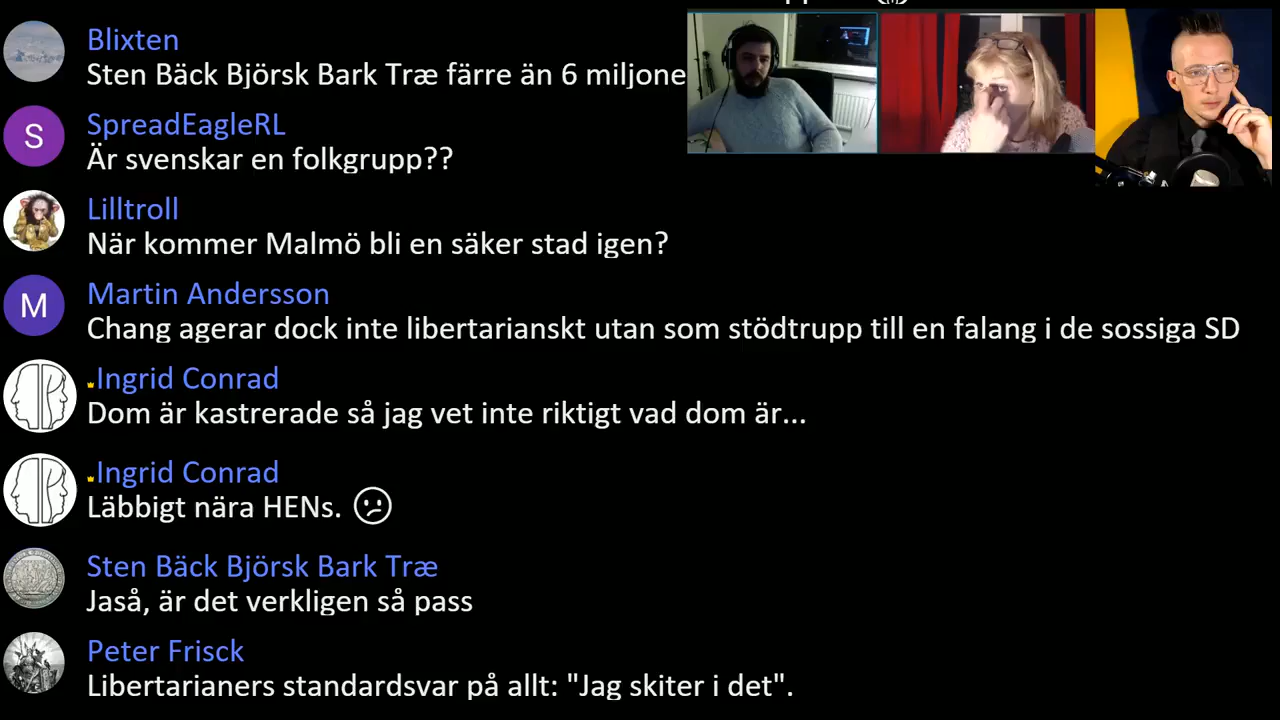 Blixten
Sten Bäck Björsk Bark Træ färre än 6 miljone
S
SpreadEagleRL
Är svenskar en folkgrupp??
Lilltroll
När kommer Malmö bli en säker stad igen?
M
Martin Andersson
Chang agerar dock inte libertarianskt utan som stödtrupp till en falang i de sossiga SD
Ingrid Conrad
Dom är kastrerade så jag vet inte riktigt vad dom är...
Ingrid Conrad
Läbbigt nära HENs. 😕
Sten Bäck Björsk Bark Træ
Jaså, är det verkligen så pass
Peter Frisck
Libertarianers standardsvar på allt: "Jag skiter i det".